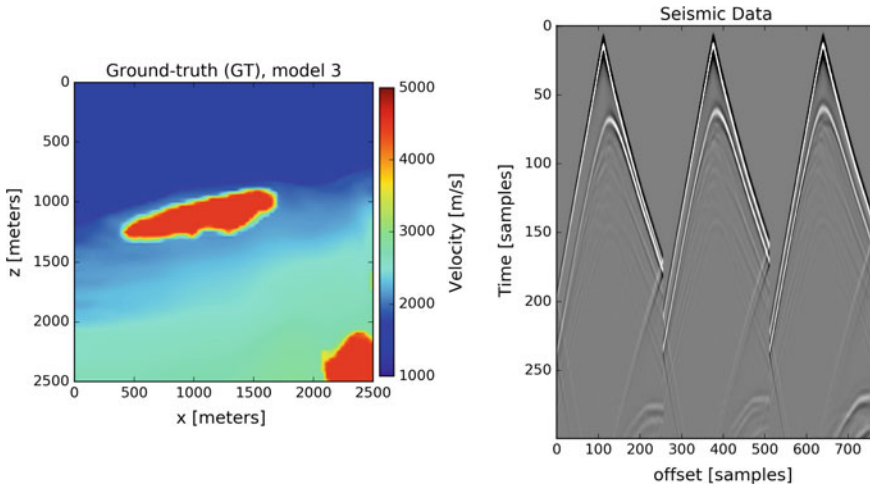 Ground-truth (GT), model 3
0
500
1000
1500
2000
2500
z [meters]
0 500 1000 1500 2000 2500
x [meters]
5000
4000
3000
2000
1000
Velocity [m/s]
Seismic Data
0
50
100
150
200
250
Time [samples]
0 100 200 300 400 500 600 700
offset [samples]